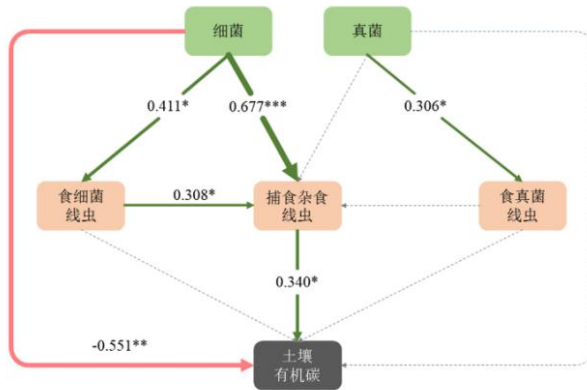 细菌
真菌
0.411*
0.677***
0.306*
食细菌
线虫
0.308*
捕食杂食
线虫
食真菌
线虫
0.340*
-0.551**
土壤
有机碳